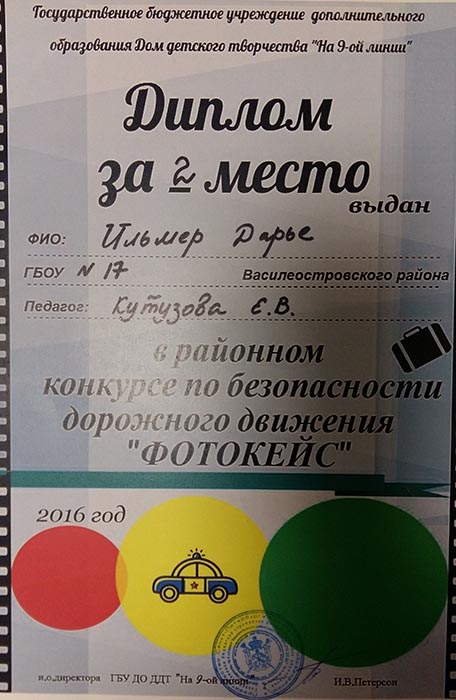 Государственное бюджетное учреждение дополнительного
образования Дом детского творчества "На 9-ой линии"
Диплом
за 2 место
выдан
ФИО: Ильмер Дарье
ГБОУ N 17 Василеостровского района
Педагог: Кутузова Е.В.
в районном
конкурсе по безопасности
дорожного движения
"ФОТОКЕЙС"
2016 год
и,о,директора ГБУ ДО ДДТ "На 9-ой линии" И,В,Петерсон